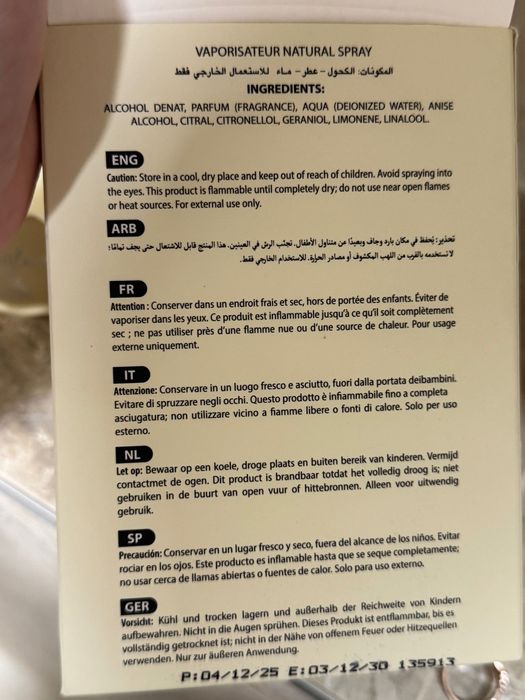 VAPORISATEUR NATURAL SPRAY
المكونات: الكحول - عطر - ماء للاستعمال الخارجي فقط
INGREDIENTS:
ALCOHOL DENAT, PARFUM (FRAGRANCE), AQUA (DEIONIZED WATER), ANISE
ALCOHOL, CITRAL, CITRONELLOL, GERANIOL, LIMONENE, LINALOOL.
ENG
Caution: Store in a cool, dry place and keep out of reach of children. Avoid spraying into
the eyes. This product is flammable until completely dry; do not use near open flames
or heat sources. For external use only.
ARB
تحذير: يُحفظ في مكان بارد وجاف وبعيدًا عن متناول الأطفال. تجنّب الرش في العينين. هذا المنتج قابل للاشتعال حتى يجف تمامًا؛
لا تستخدمه بالقرب من اللهب المكشوف أو مصادر الحرارة. للاستخدام الخارجي فقط.
FR
Attention : Conserver dans un endroit frais et sec, hors de portée des enfants. Éviter de
vaporiser dans les yeux. Ce produit est inflammable jusqu'à ce qu'il soit complètement
sec ; ne pas utiliser près d'une flamme nue ou d'une source de chaleur. Pour usage
externe uniquement.
IT
Attenzione: Conservare in un luogo fresco e asciutto, fuori dalla portata deibambini.
Evitare di spruzzare negli occhi. Questo prodotto è infiammabile fino a completa
asciugatura; non utilizzare vicino a fiamme libere o fonti di calore. Solo per uso
esterno.
NL
Let op: Bewaar op een koele, droge plaats en buiten bereik van kinderen. Vermijd
contactmet de ogen. Dit product is brandbaar totdat het volledig droog is; niet
gebruiken in de buurt van open vuur of hittebronnen. Alleen voor uitwendig
gebruik.
SP
Precaución: Conservar en un lugar fresco y seco, fuera del alcance de los niños. Evitar
rociar en los ojos. Este producto es inflamable hasta que se seque completamente;
no usar cerca de llamas abiertas o fuentes de calor. Solo para uso externo.
GER
Vorsicht: Kühl und trocken lagern und außerhalb der Reichweite von Kindern
aufbewahren. Nicht in die Augen sprühen. Dieses Produkt ist entflammbar, bis es
vollständig getrocknet ist; nicht in der Nähe von offenem Feuer oder Hitzequellen
verwenden. Nur zur äußeren Anwendung.
P:04/12/25 E:03/12/30 135913